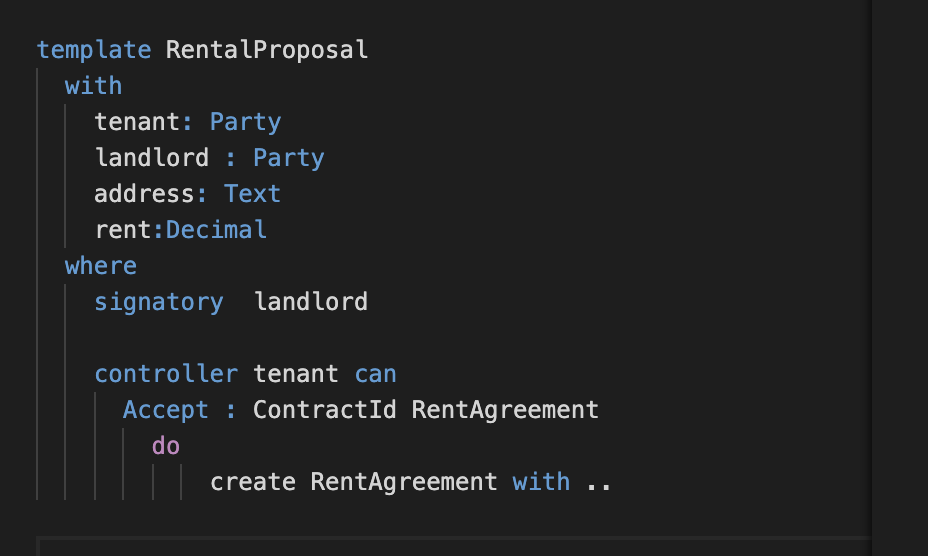 template RentalProposal
with
tenant: Party
landlord : Party
address: Text
rent:Decimal
where
signatory  landlord
controller tenant can
Accept : ContractId RentAgreement
do
create RentAgreement with ..